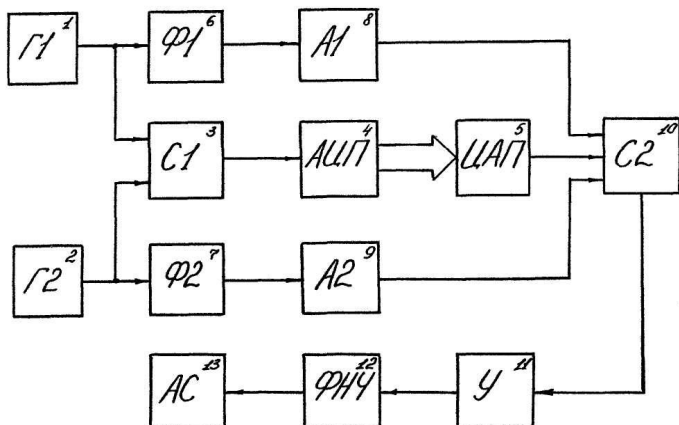 Г1 1
Ф1 6
А1 8
С1 3
АЦП 4
ЦАП 5
С2 10
Г2 2
Ф2 7
А2 9
АС 13
ФНЧ 12
У 11